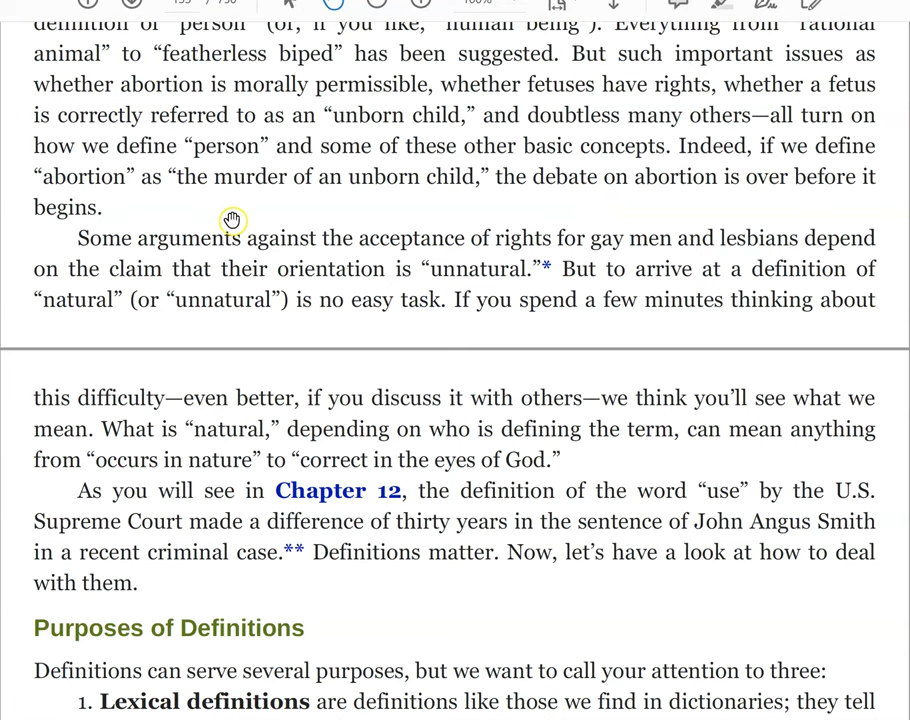 definition of “person” (or, if you like, “human being”). Everything from “rational
animal” to “featherless biped” has been suggested. But such important issues as
whether abortion is morally permissible, whether fetuses have rights, whether a fetus
is correctly referred to as an “unborn child,” and doubtless many others—all turn on
how we define “person” and some of these other basic concepts. Indeed, if we define
“abortion” as “the murder of an unborn child,” the debate on abortion is over before it
begins.
Some arguments against the acceptance of rights for gay men and lesbians depend
on the claim that their orientation is “unnatural.”* But to arrive at a definition of
“natural” (or “unnatural”) is no easy task. If you spend a few minutes thinking about
this difficulty—even better, if you discuss it with others—we think you’ll see what we
mean. What is “natural,” depending on who is defining the term, can mean anything
from “occurs in nature” to “correct in the eyes of God.”
As you will see in Chapter 12, the definition of the word “use” by the U.S.
Supreme Court made a difference of thirty years in the sentence of John Angus Smith
in a recent criminal case.** Definitions matter. Now, let’s have a look at how to deal
with them.
Purposes of Definitions
Definitions can serve several purposes, but we want to call your attention to three:
1. Lexical definitions are definitions like those we find in dictionaries; they tell